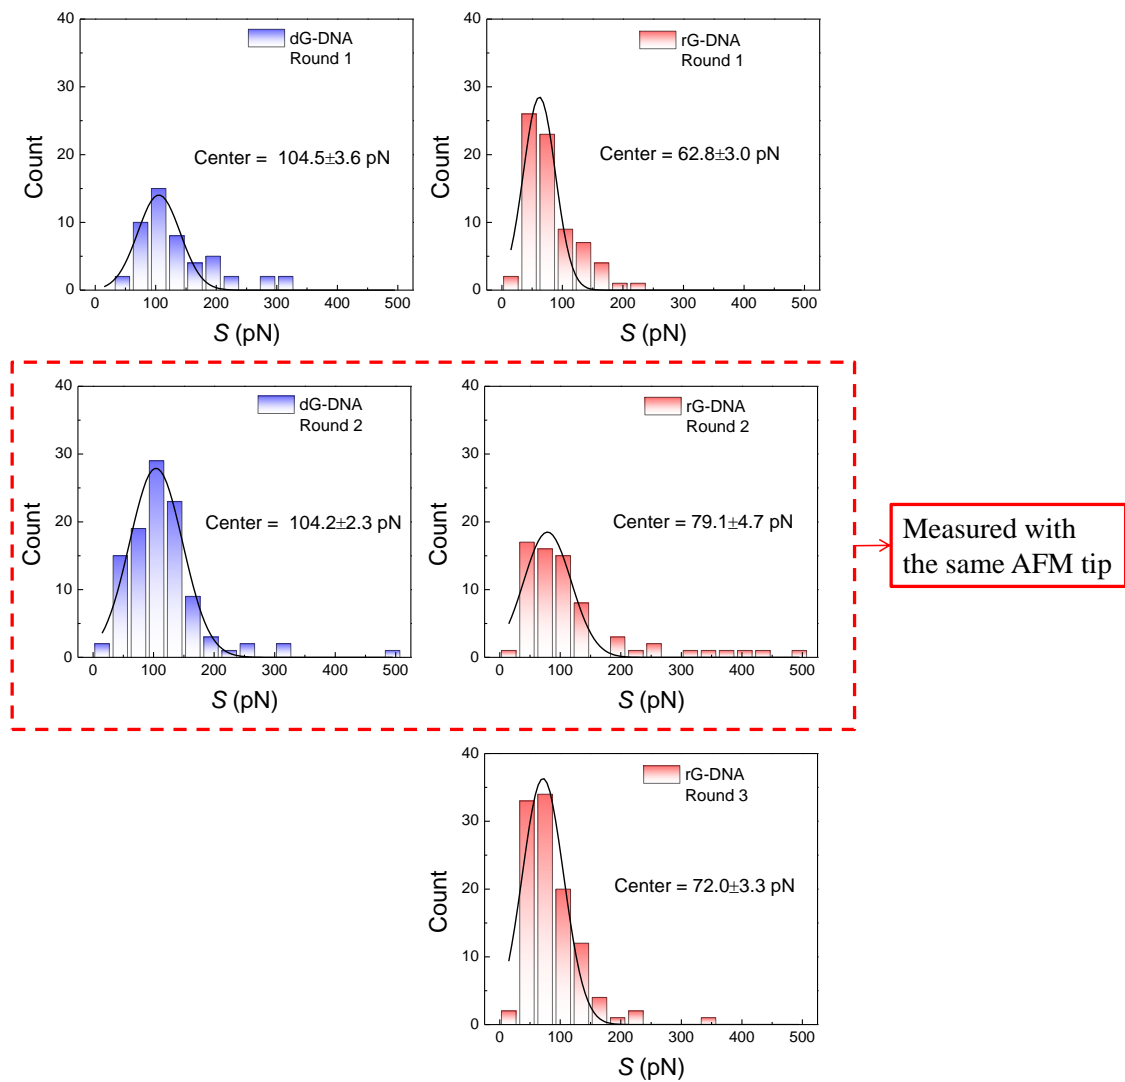 40
30
20
10
0
Count
dG-DNA
Round 1
Center = 104.5±3.6 pN
0 100 200 300 400 500
S (pN)
40
30
20
10
0
Count
rG-DNA
Round 1
Center = 62.8±3.0 pN
0 100 200 300 400 500
S (pN)
40
30
20
10
0
Count
dG-DNA
Round 2
Center = 104.2±2.3 pN
0 100 200 300 400 500
S (pN)
40
30
20
10
0
Count
rG-DNA
Round 2
Center = 79.1±4.7 pN
0 100 200 300 400 500
S (pN)
Measured with
the same AFM tip
40
30
20
10
0
Count
rG-DNA
Round 3
Center = 72.0±3.3 pN
0 100 200 300 400 500
S (pN)